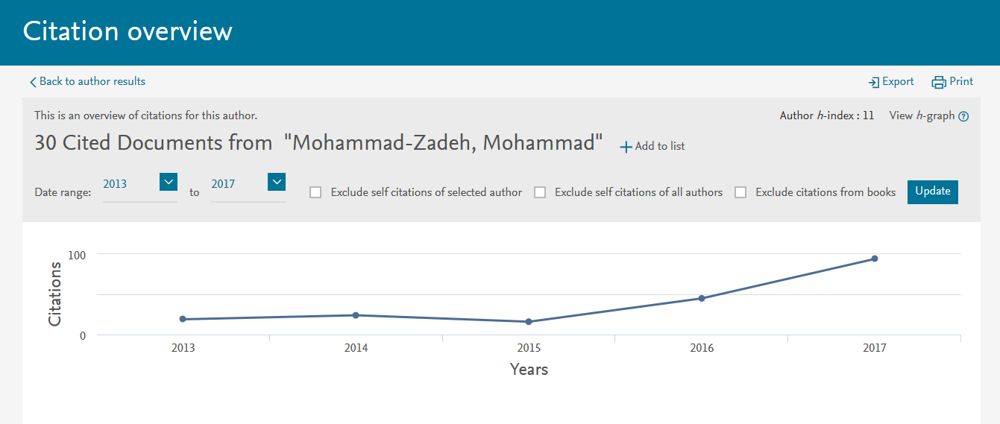 Citation overview
Back to author results
Export
Print
This is an overview of citations for this author.
Author h-index : 11
View h-graph ?
30 Cited Documents from "Mohammad-Zadeh, Mohammad"
Add to list
Date range: 2013 to 2017
Exclude self citations of selected author
Exclude self citations of all authors
Exclude citations from books
Update
Citations
100
0
2013 2014 2015 2016 2017
Years